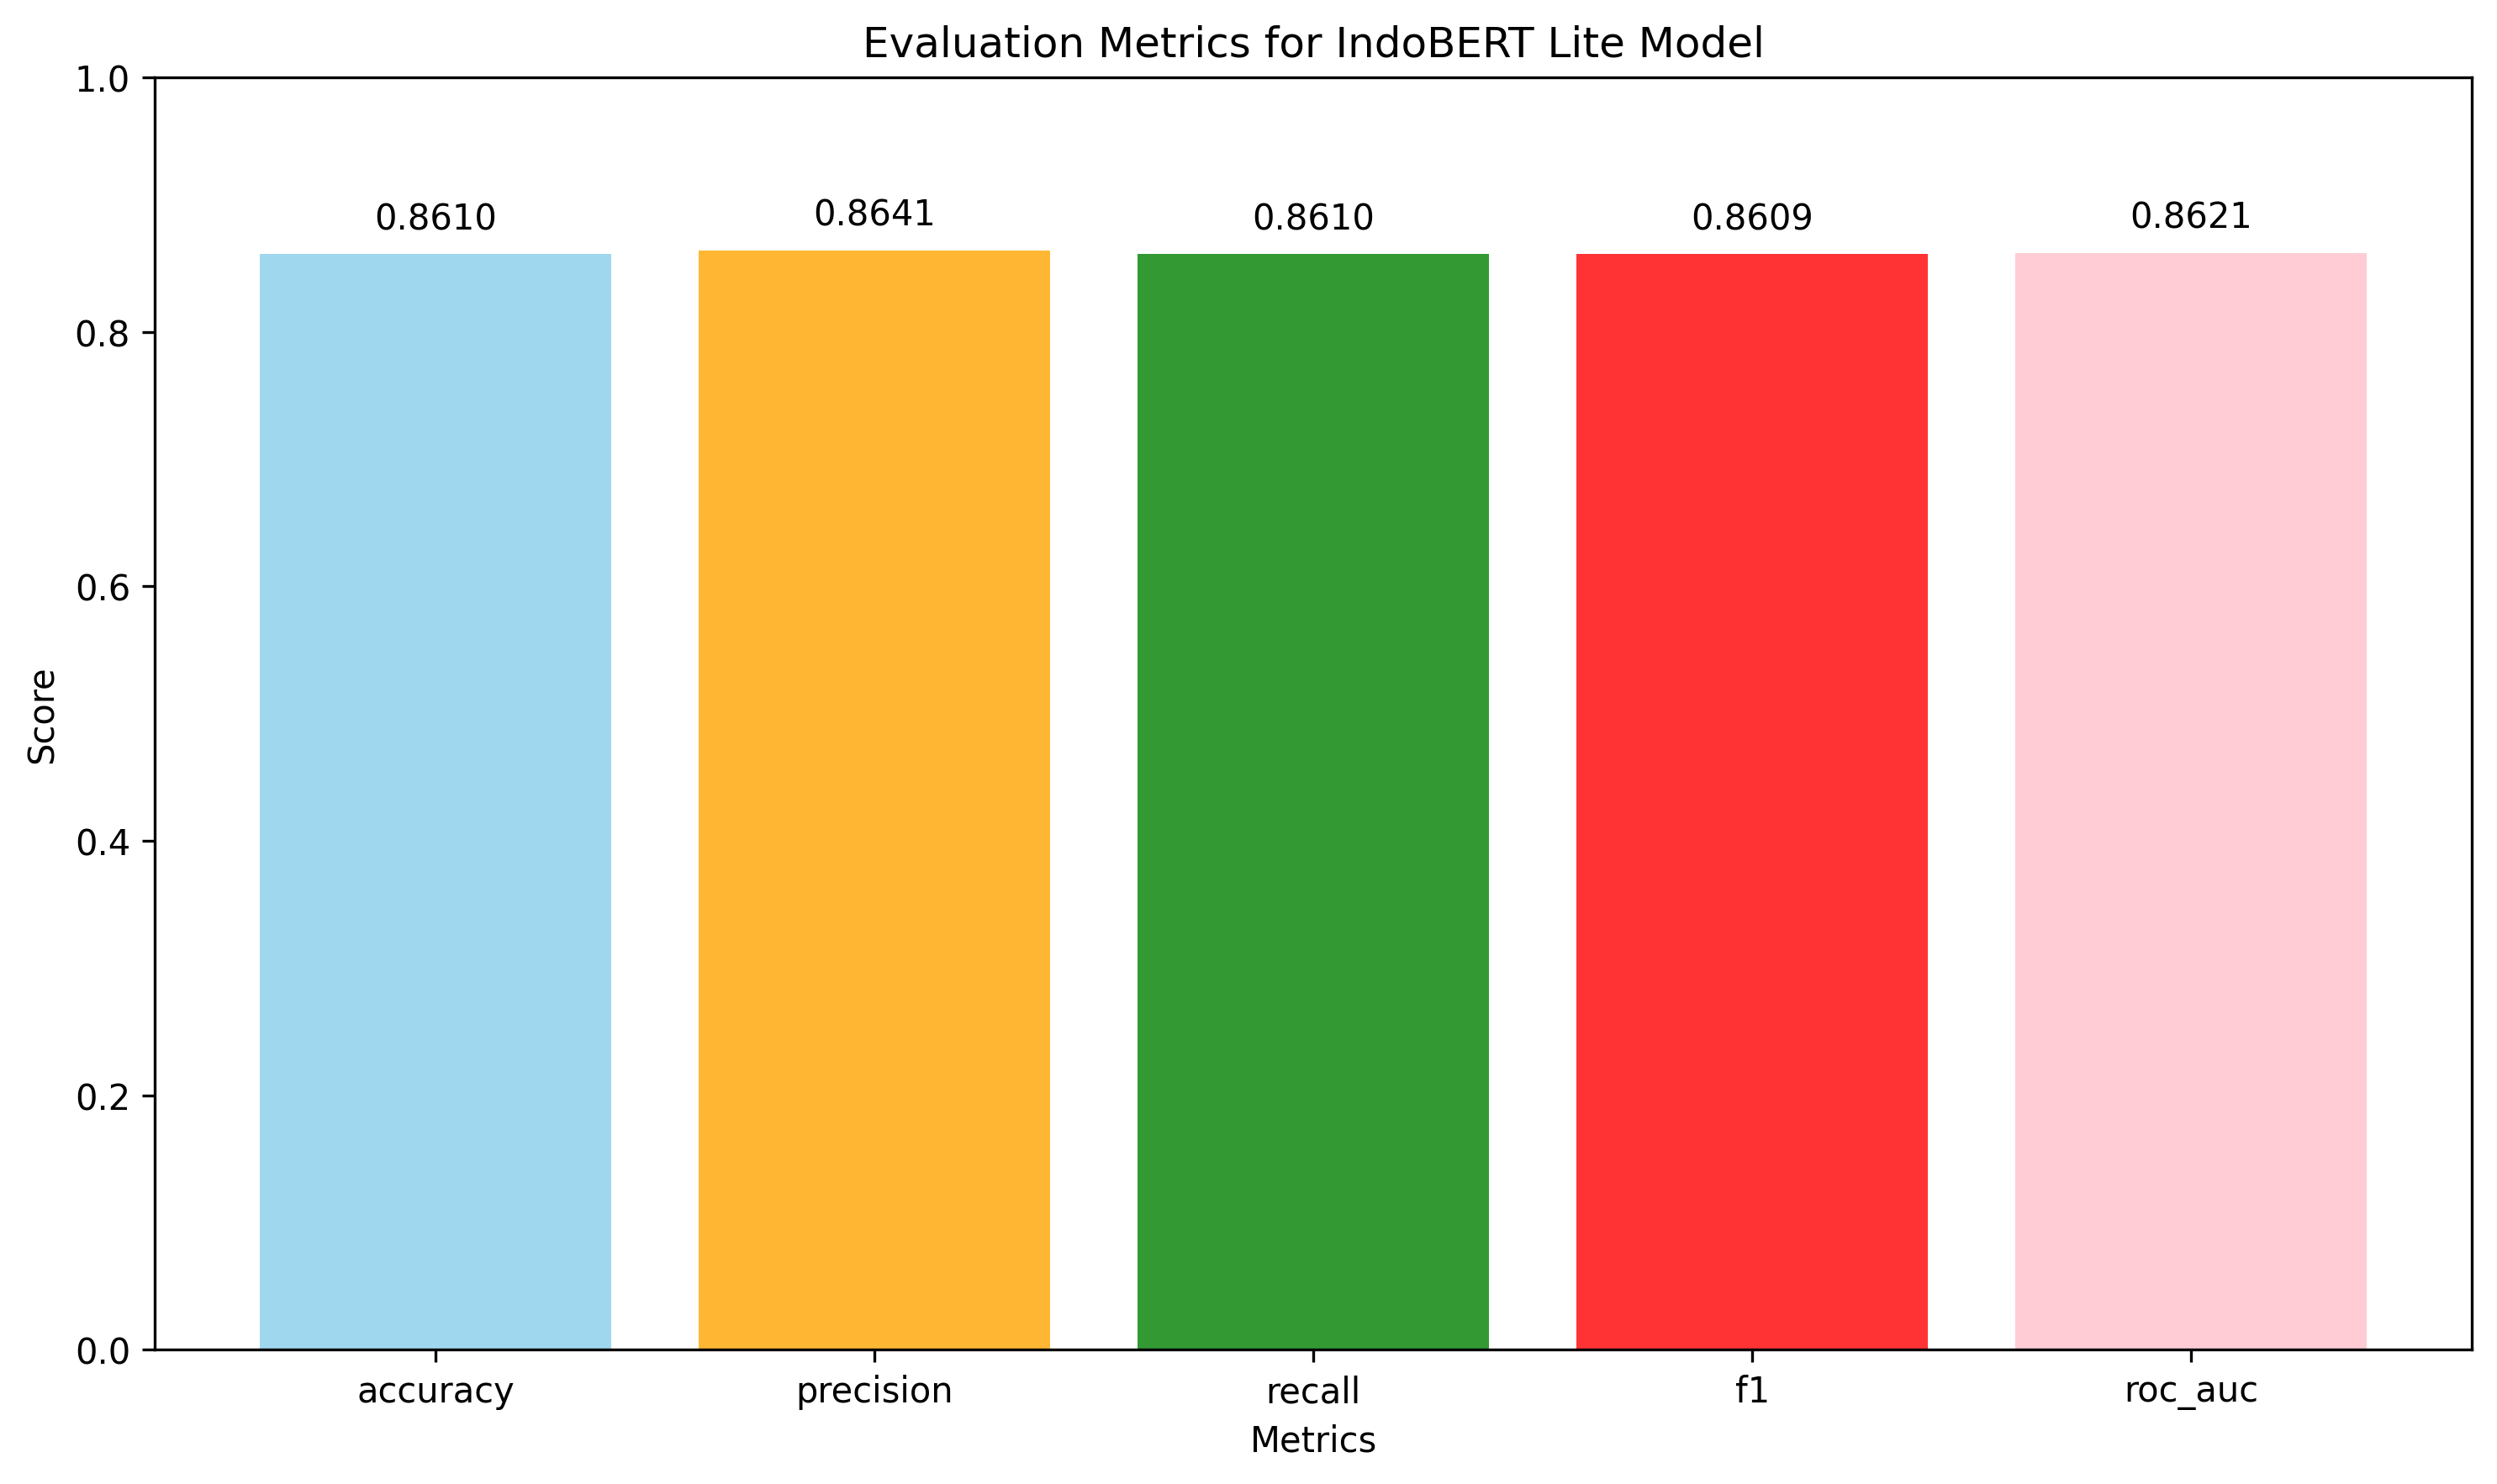 Evaluation Metrics for IndoBERT Lite Model
1.0
0.8
0.6
0.4
0.2
0.0
Score
0.8610
0.8641
0.8610
0.8609
0.8621
accuracy
precision
recall
f1
roc_auc
Metrics